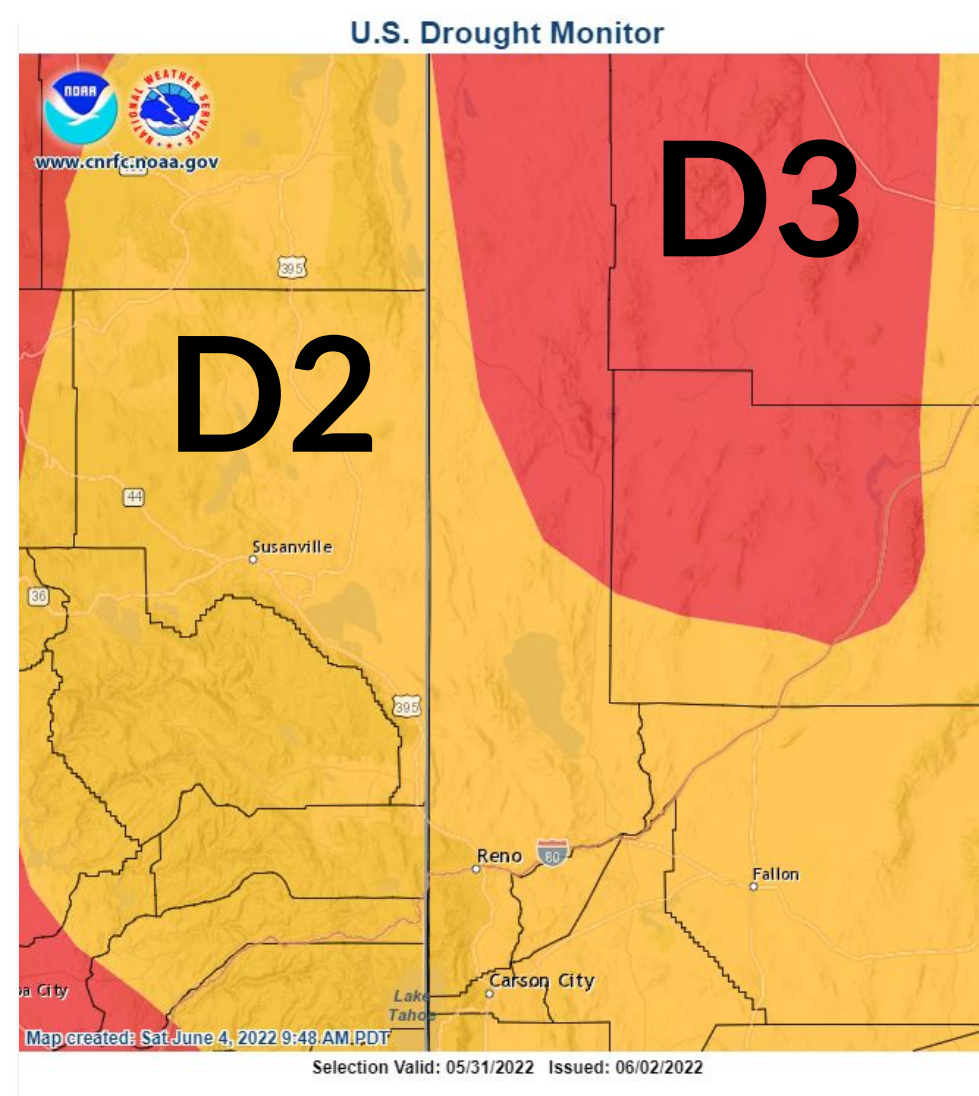 U.S. Drought Monitor
NOAA
NATIONAL WEATHER SERVICE
www.cnrfc.noaa.gov
D3
395
D2
44
Susanville
36
395
Reno
80
Fallon
Carson City
City
Lake
Tahoe
Map created: Sat June 4, 2022 9:48 AM PDT
Selection Valid: 05/31/2022 Issued: 06/02/2022